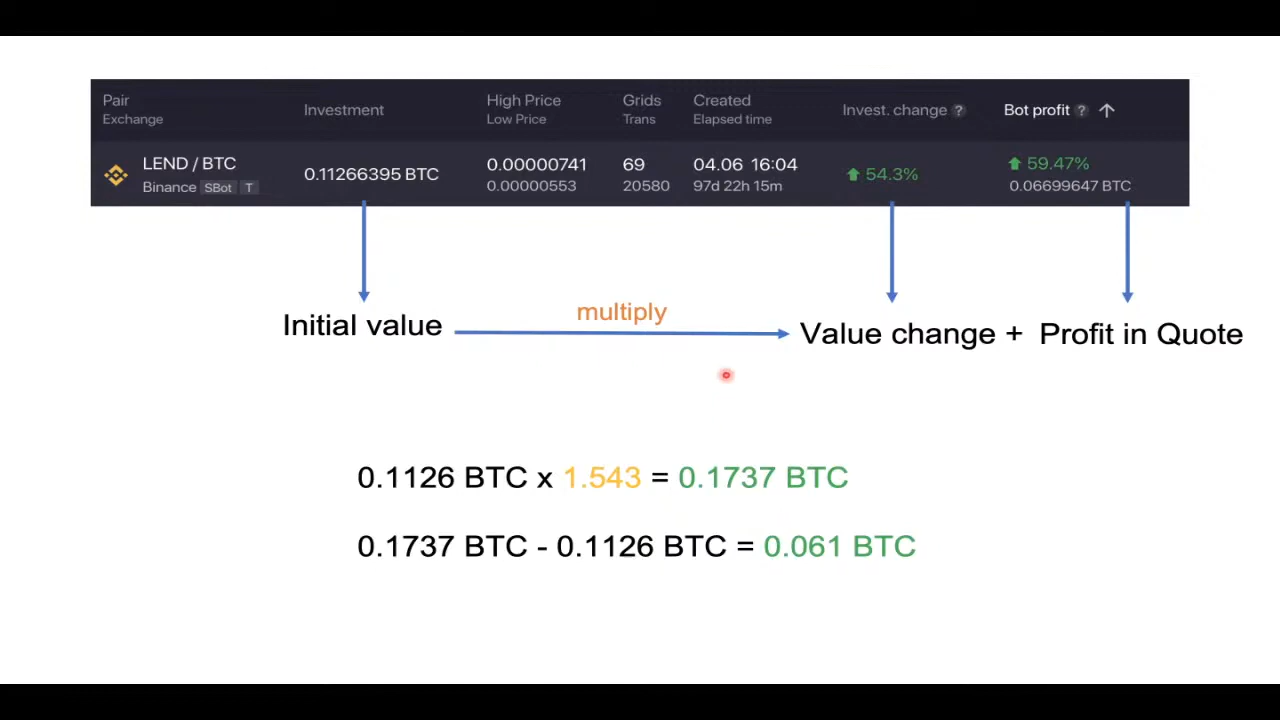 Pair
Exchange
Investment
High Price
Low Price
Grids
Trans
Created
Elapsed time
Invest. change ?
Bot profit ? ↑
LEND / BTC
Binance SBot T
0.11266395 BTC
0.00000741
0.00000553
69
20580
04.06 16:04
97d 22h 15m
54.3%
59.47%
0.06699647 BTC
multiply
Initial value
Value change + Profit in Quote
0.1126 BTC x 1.543 = 0.1737 BTC
0.1737 BTC - 0.1126 BTC = 0.061 BTC